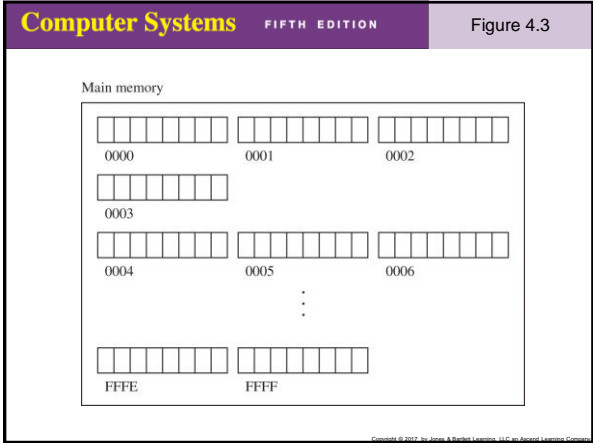 Computer Systems FIFTH EDITION Figure 4.3
Main memory
0000 0001 0002
0003
0004 0005 0006
FFFE FFFF
Copyright © 2017 by Jones & Bartlett Learning, LLC an Ascend Learning Company